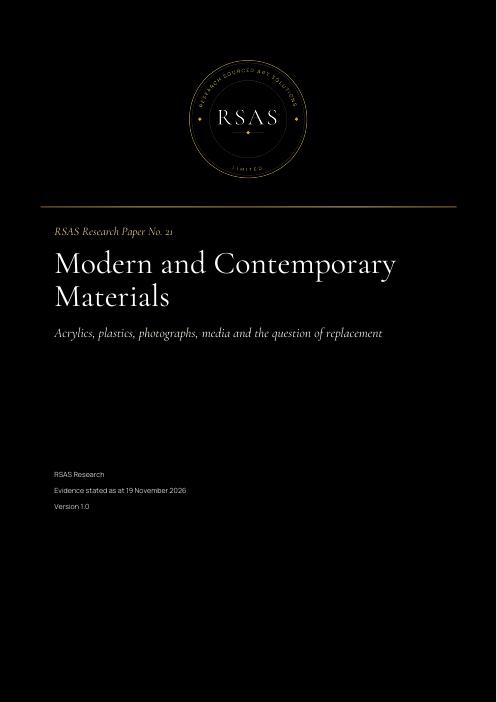 RESEARCH SOURCED ART SOLUTIONS
RSAS
LIMITED
RSAS Research Paper No. 21
Modern and Contemporary
Materials
Acrylics, plastics, photographs, media and the question of replacement
RSAS Research
Evidence stated as at 19 November 2026
Version 1.0